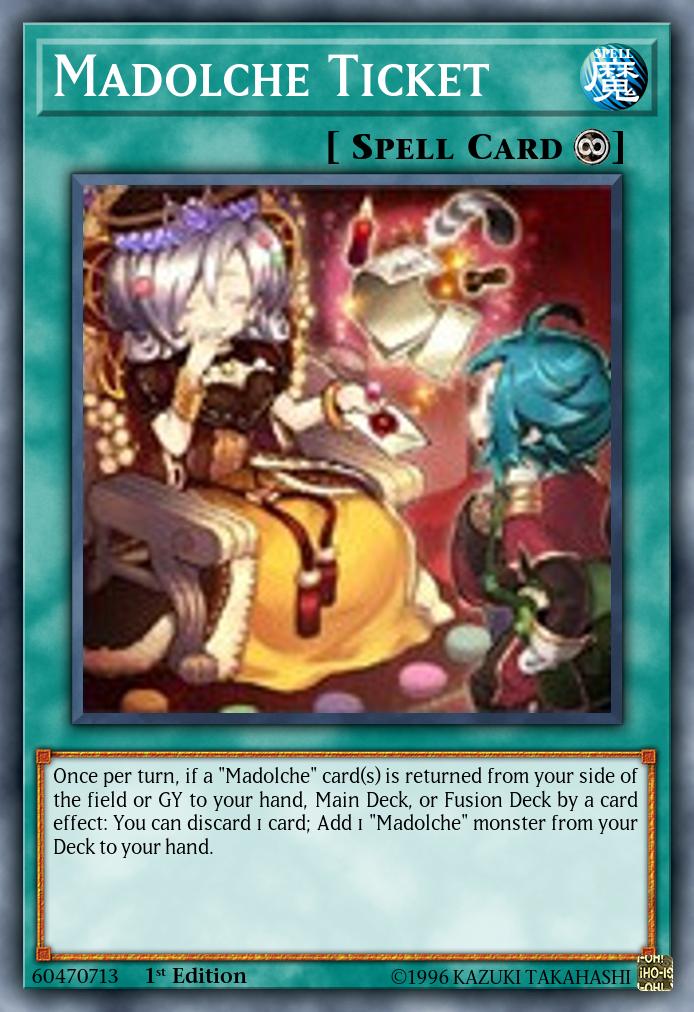 Madolche Ticket
SPELL
魔
[ Spell Card ]
Once per turn, if a "Madolche" card(s) is returned from your side of
the field or GY to your hand, Main Deck, or Fusion Deck by a card
effect: You can discard 1 card; Add 1 "Madolche" monster from your
Deck to your hand.
60470713 1st Edition ©1996 KAZUKI TAKAHASHI